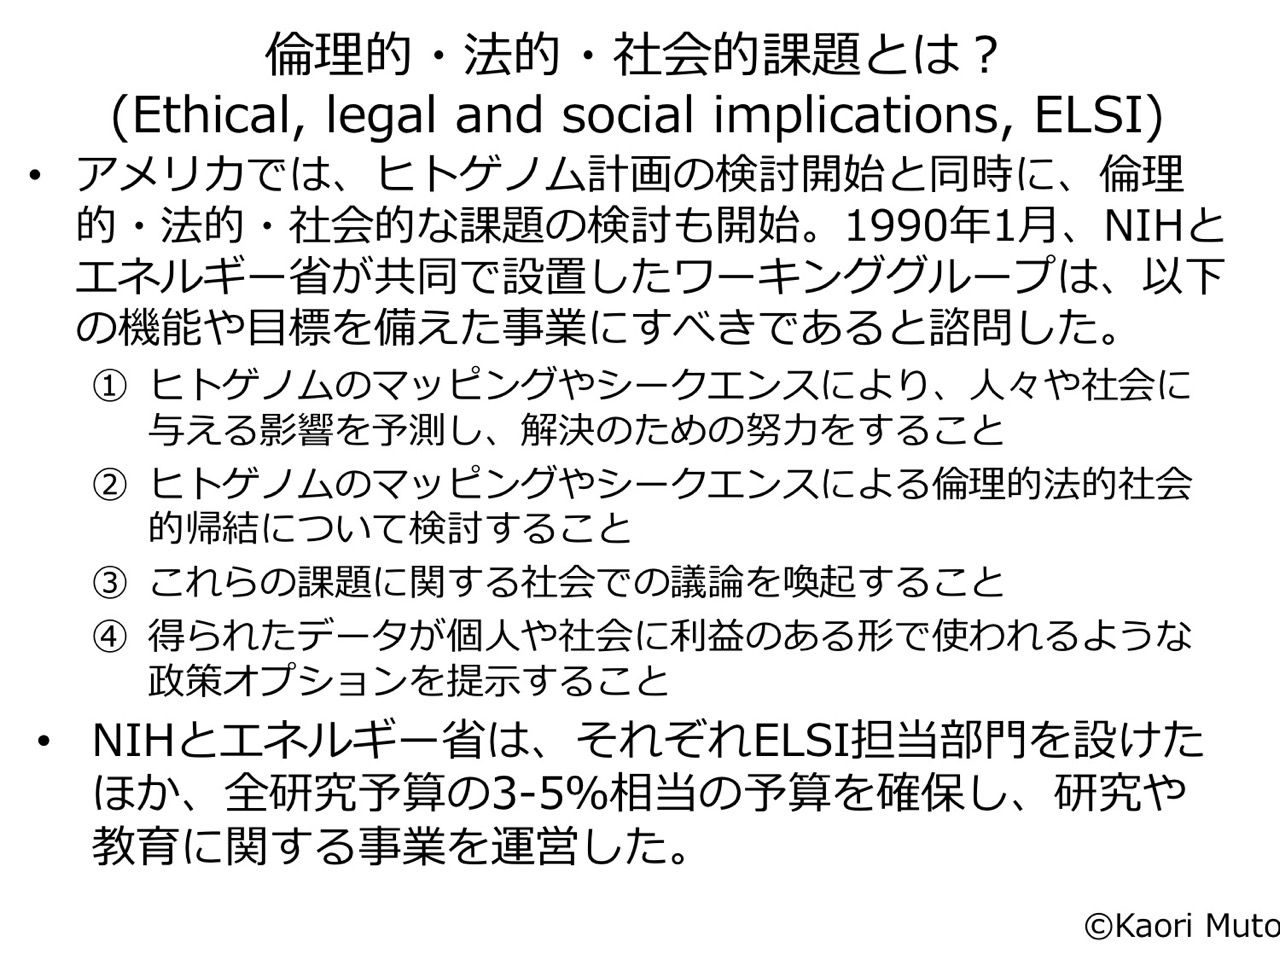 倫理的・法的・社会的課題とは？
(Ethical, legal and social implications, ELSI)
• アメリカでは、ヒトゲノム計画の検討開始と同時に、倫理
的・法的・社会的な課題の検討も開始。1990年1月、NIHと
エネルギー省が共同で設置したワーキンググループは、以下
の機能や目標を備えた事業にすべきであると諮問した。
① ヒトゲノムのマッピングやシークエンスにより、人々や社会に
与える影響を予測し、解決のための努力をすること
② ヒトゲノムのマッピングやシークエンスによる倫理的法的社会
的帰結について検討すること
③ これらの課題に関する社会での議論を喚起すること
④ 得られたデータが個人や社会に利益のある形で使われるような
政策オプションを提示すること
• NIHとエネルギー省は、それぞれELSI担当部門を設けた
ほか、全研究予算の3-5%相当の予算を確保し、研究や
教育に関する事業を運営した。
©Kaori Muto